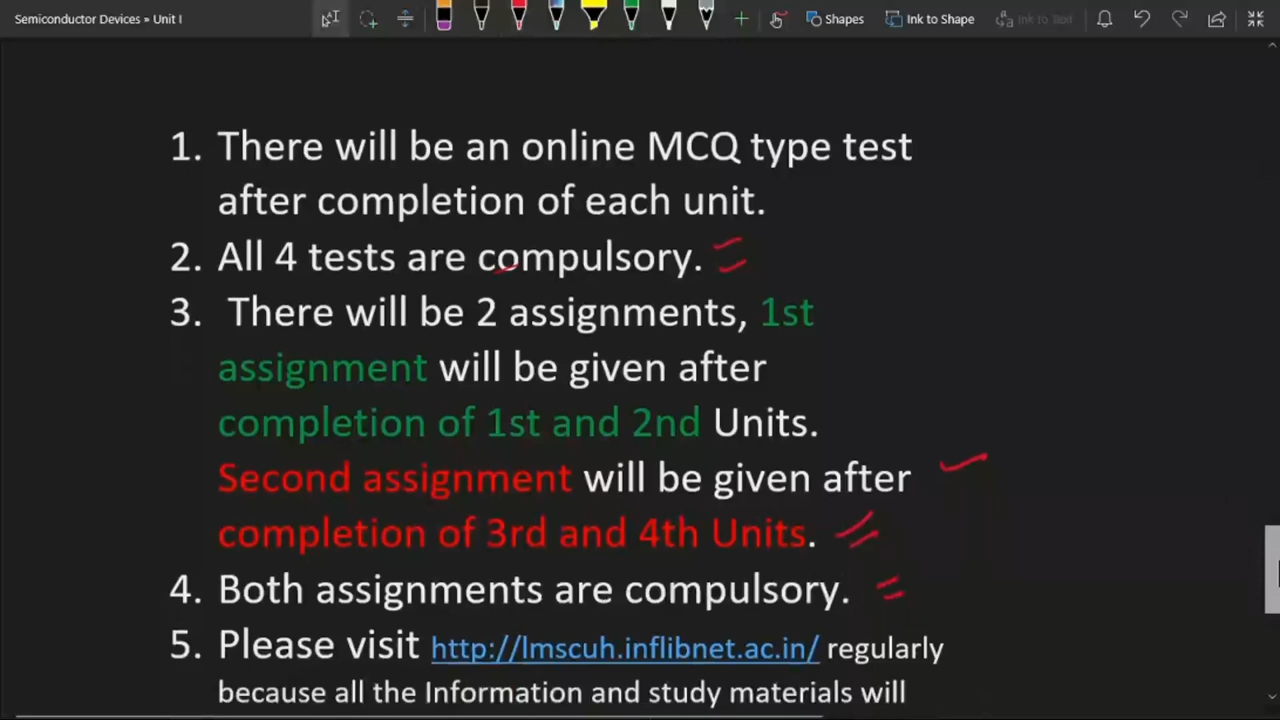 Semiconductor Devices » Unit I
Shapes
Ink to Shape
Ink to Text
1. There will be an online MCQ type test
after completion of each unit.
2. All 4 tests are compulsory.
3. There will be 2 assignments, 1st
assignment will be given after
completion of 1st and 2nd Units.
Second assignment will be given after
completion of 3rd and 4th Units.
4. Both assignments are compulsory.
5. Please visit http://lmscuh.inflibnet.ac.in/ regularly
because all the Information and study materials will